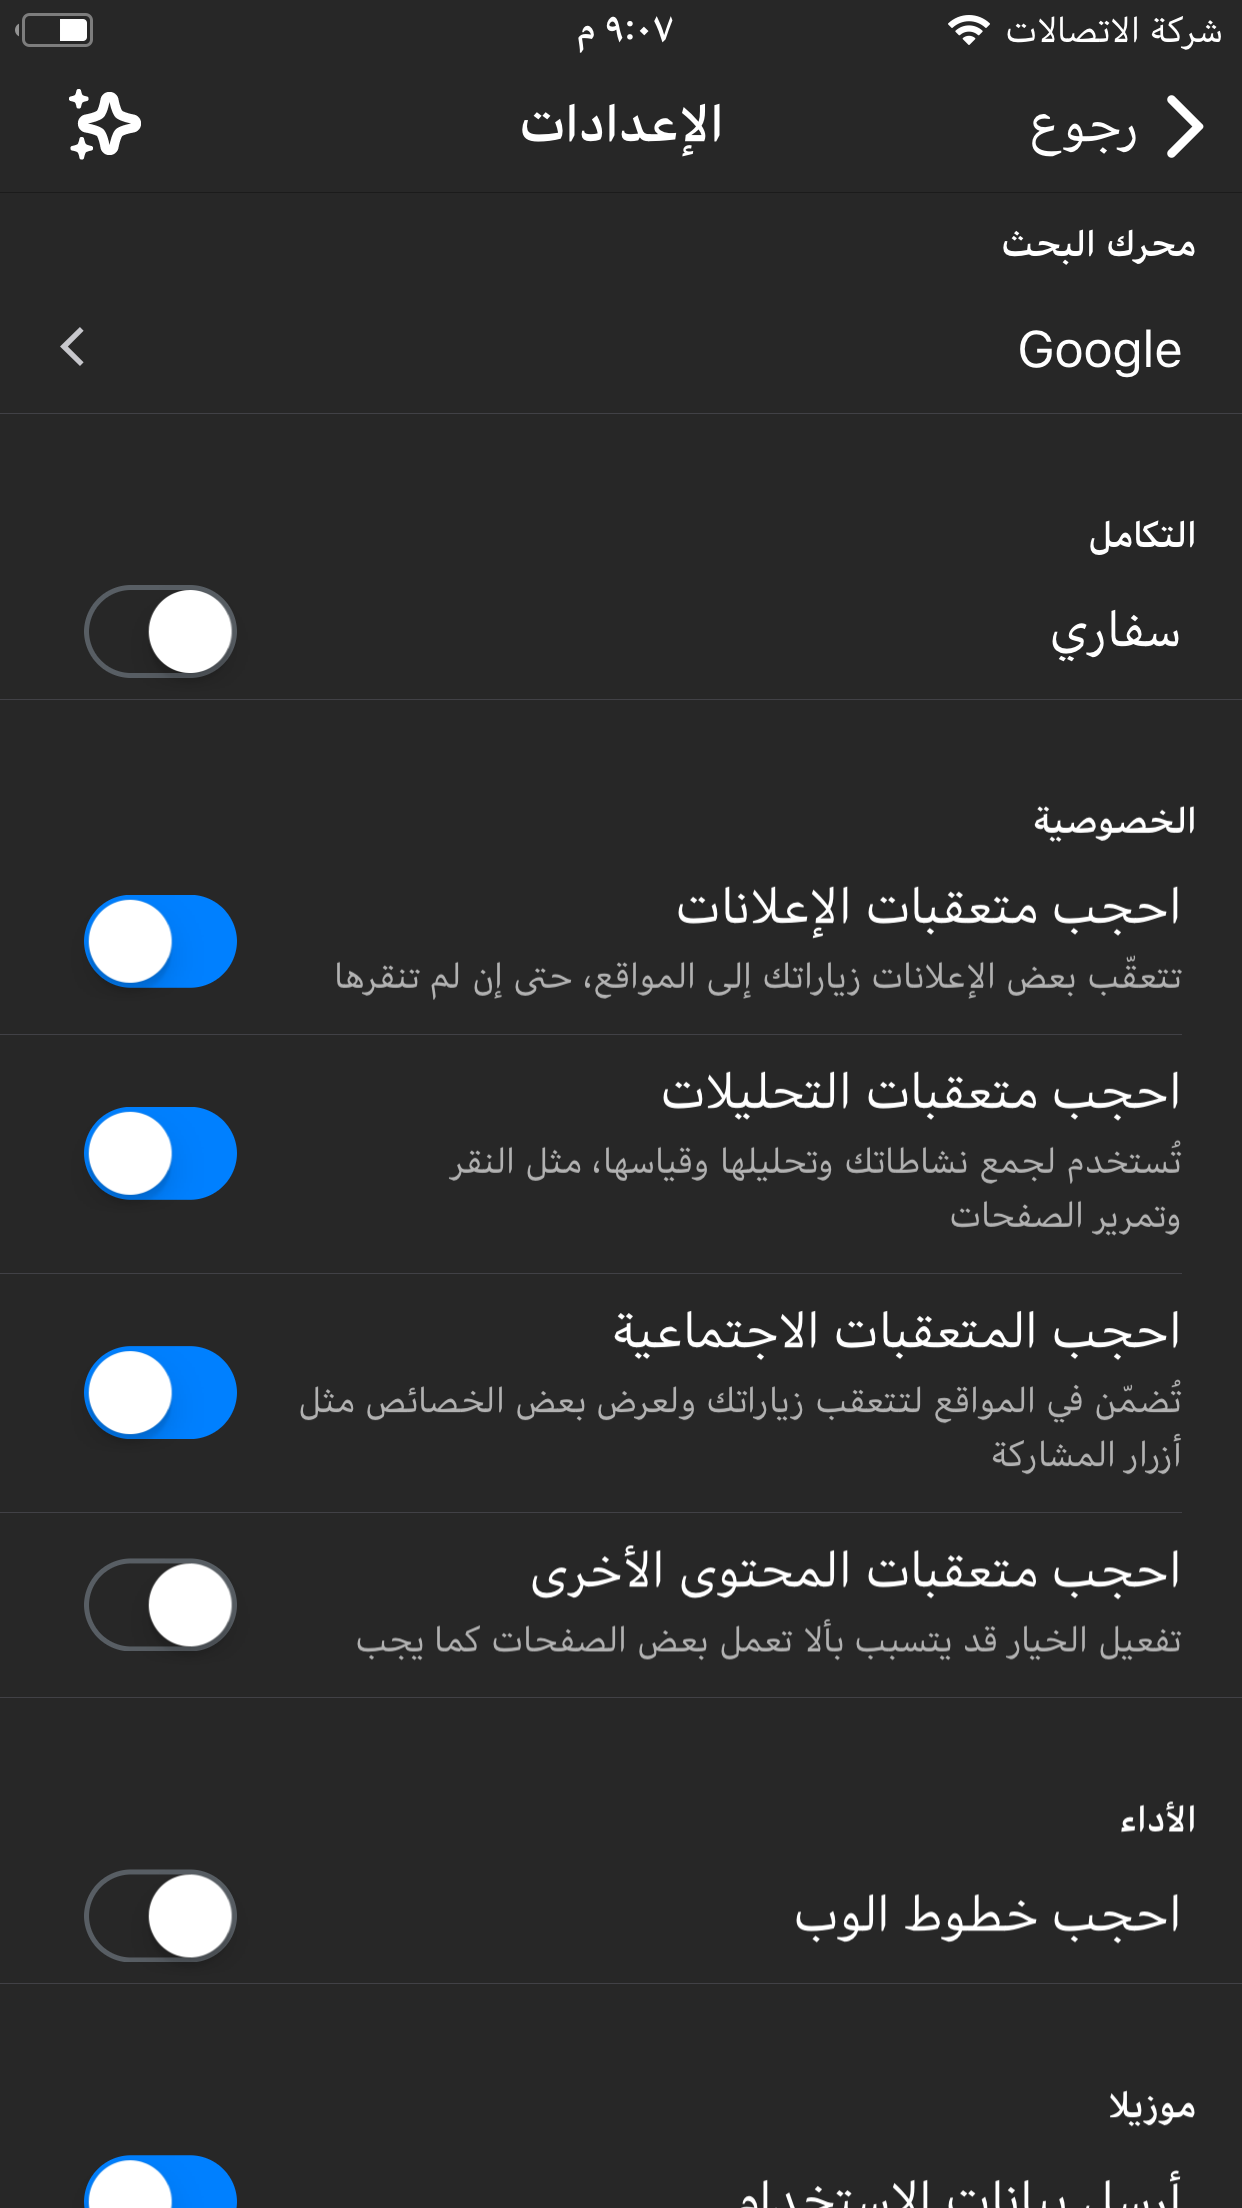 شركة الاتصالات ٩:٠٧ م
رجوع الإعدادات
محرك البحث
Google
التكامل
سفاري
الخصوصية
احجب متعقبات الإعلانات
تتعقّب بعض الإعلانات زياراتك إلى المواقع، حتى إن لم تنقرها
احجب متعقبات التحليلات
تُستخدم لجمع نشاطاتك وتحليلها وقياسها، مثل النقر
وتمرير الصفحات
احجب المتعقبات الاجتماعية
تُضمّن في المواقع لتتعقب زياراتك ولعرض بعض الخصائص مثل
أزرار المشاركة
احجب متعقبات المحتوى الأخرى
تفعيل الخيار قد يتسبب بألا تعمل بعض الصفحات كما يجب
الأداء
احجب خطوط الوب
موزيلا
أرسل بيانات الاستخدام